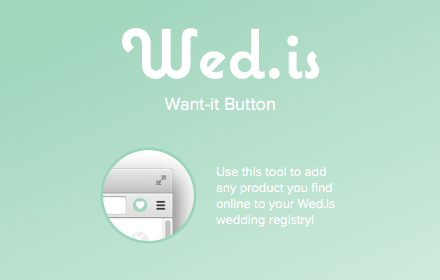 Wed.is
Want-it Button
Use this tool to add
any product you find
online to your Wed.is
wedding registry!